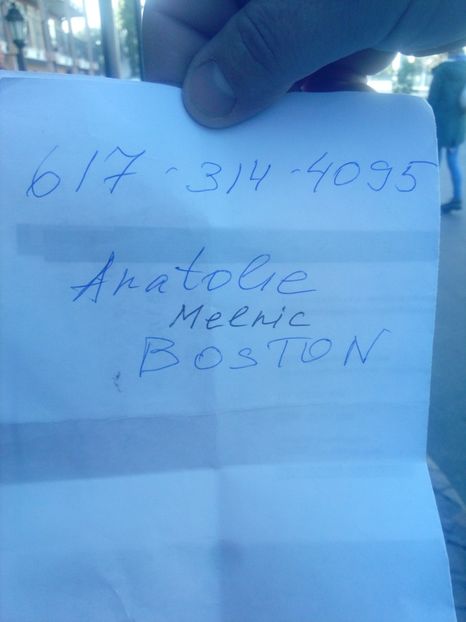 617-314-4095
Anatolie
Melnic
BOSTON